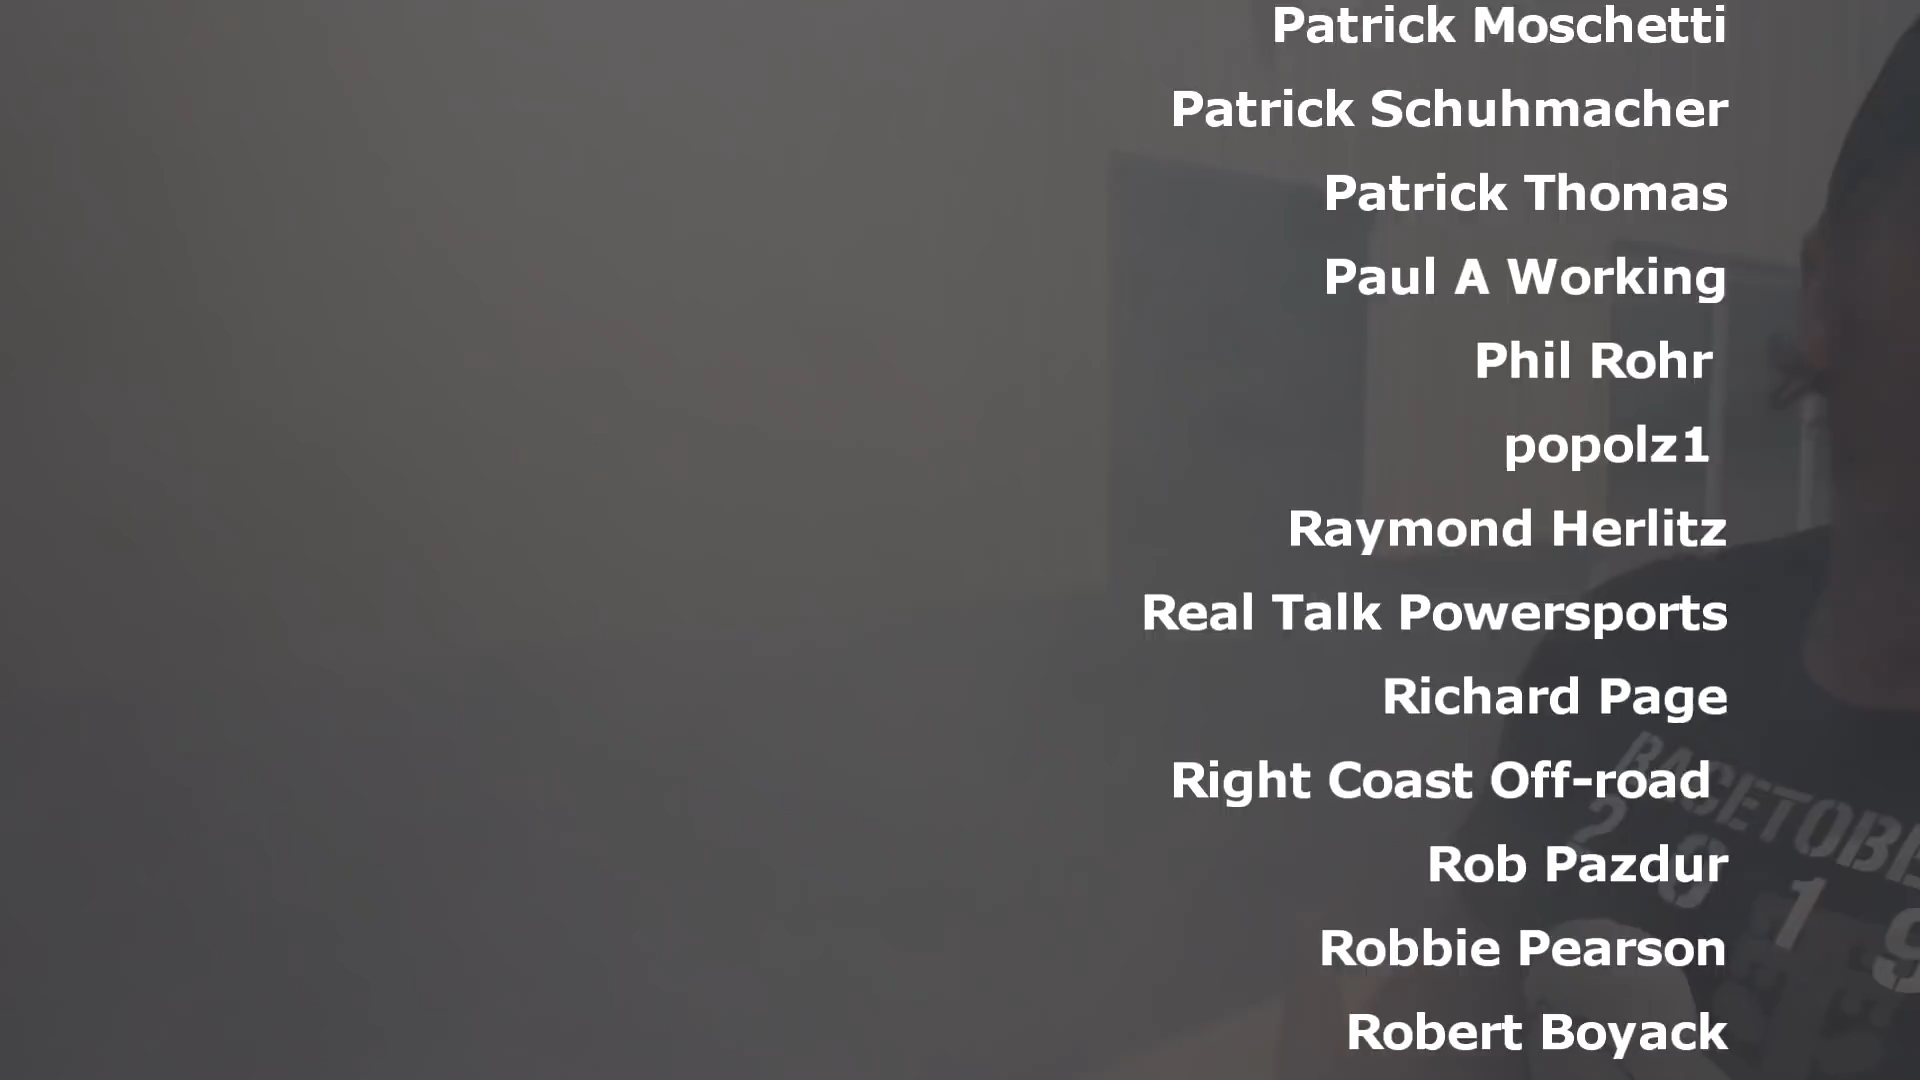 Patrick Moschetti
Patrick Schuhmacher
Patrick Thomas
Paul A Working
Phil Rohr
popolz1
Raymond Herlitz
Real Talk Powersports
Richard Page
Right Coast Off-road
Rob Pazdur
Robbie Pearson
Robert Boyack
2019